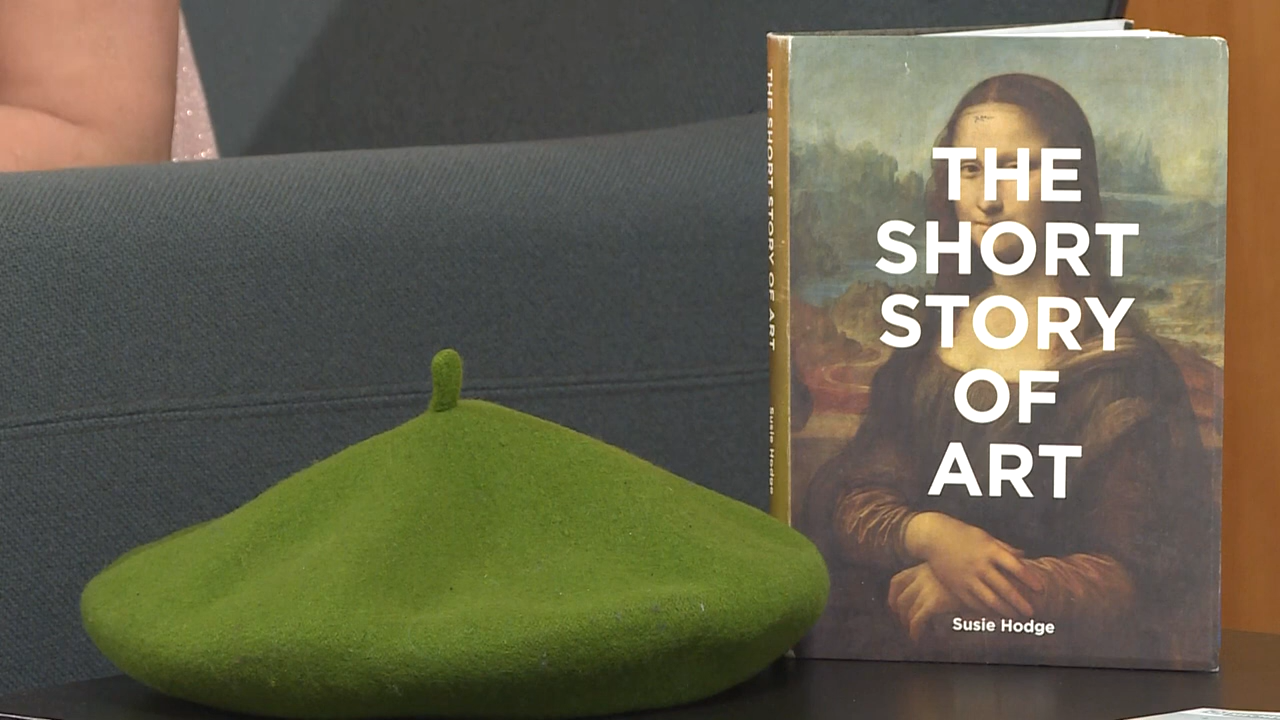 THE
SHORT
STORY
OF
ART
Susie Hodge
THE SHORT STORY OF ART
Susie Hodge